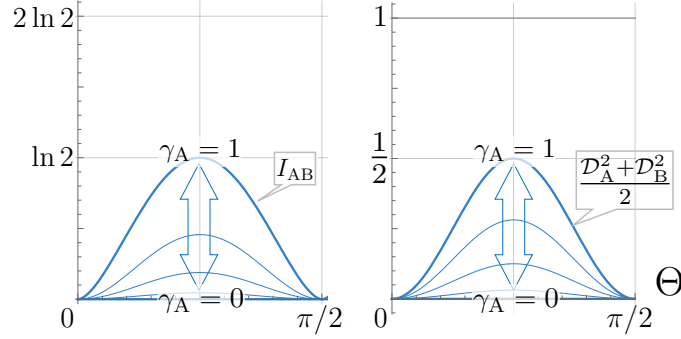 2 ln 2
ln 2
γ_A = 1
I_AB
γ_A = 0
0
π/2
1
1/2
γ_A = 1
(𝒟_A^2 + 𝒟_B^2)/2
γ_A = 0
Θ
0
π/2